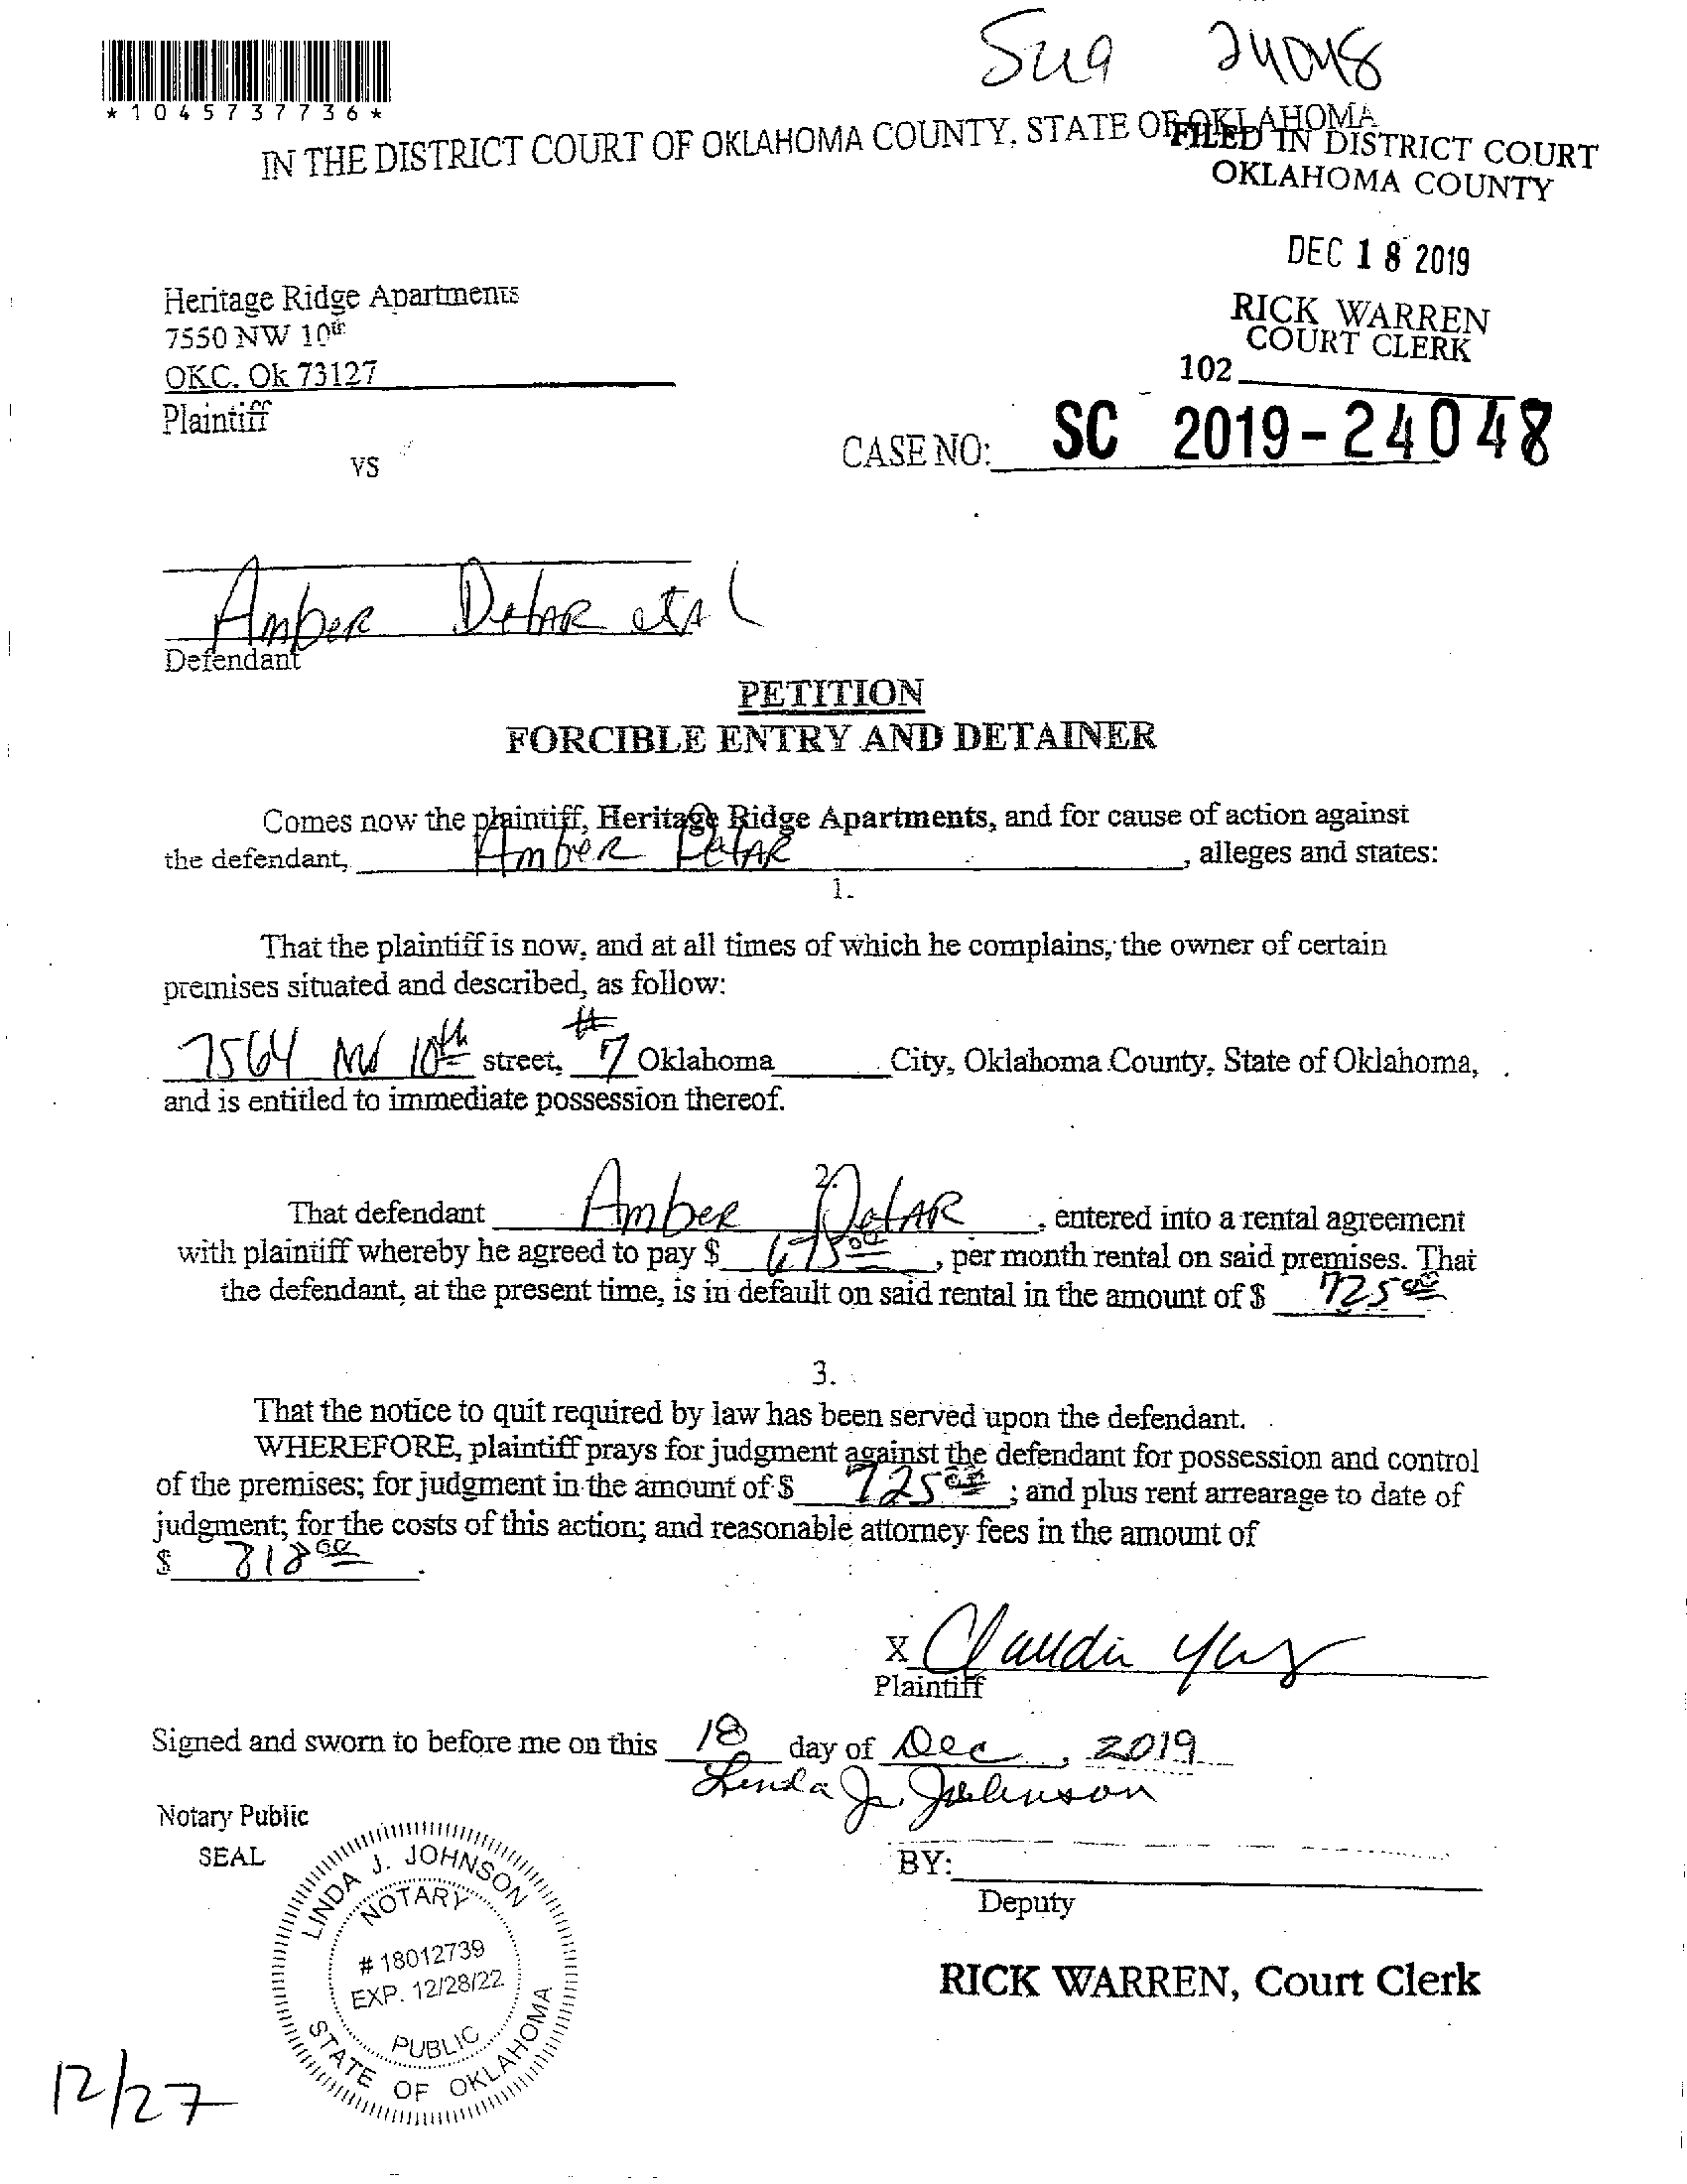 *1045737736*
IN THE DISTRICT COURT OF OKLAHOMA COUNTY, STATE OF OKLAHOMA
FILED IN DISTRICT COURT
OKLAHOMA COUNTY
DEC 18 2019
RICK WARREN
COURT CLERK
102
Heritage Ridge Apartments
7550 NW 10th
OKC, Ok 73127
Plaintiff
vs
CASE NO: SC 2019-24048
Amber Detar et al
Defendant
PETITION
FORCIBLE ENTRY AND DETAINER
Comes now the plaintiff, Heritage Ridge Apartments, and for cause of action against
the defendant, Amber Detar, alleges and states:
1.
That the plaintiff is now, and at all times of which he complains, the owner of certain
premises situated and described, as follow:
7564 NW 10th street, #7 Oklahoma City, Oklahoma County, State of Oklahoma,
and is entitled to immediate possession thereof.
2.
That defendant Amber Detar, entered into a rental agreement
with plaintiff whereby he agreed to pay $ 675 00, per month rental on said premises. That
the defendant, at the present time, is in default on said rental in the amount of $ 725 00
3.
That the notice to quit required by law has been served upon the defendant.
WHEREFORE, plaintiff prays for judgment against the defendant for possession and control
of the premises; for judgment in the amount of $ 725 00; and plus rent arrearage to date of
judgment; for the costs of this action; and reasonable attorney fees in the amount of
$ 218 00.
X Claudia
Plaintiff
Signed and sworn to before me on this 18 day of Dec, 2019
Linda J. Johnson
Notary Public
SEAL
LINDA J. JOHNSON
NOTARY
# 18012739
EXP. 12/28/22
PUBLIC
STATE OF OKLAHOMA
BY:
Deputy
RICK WARREN, Court Clerk
12/27